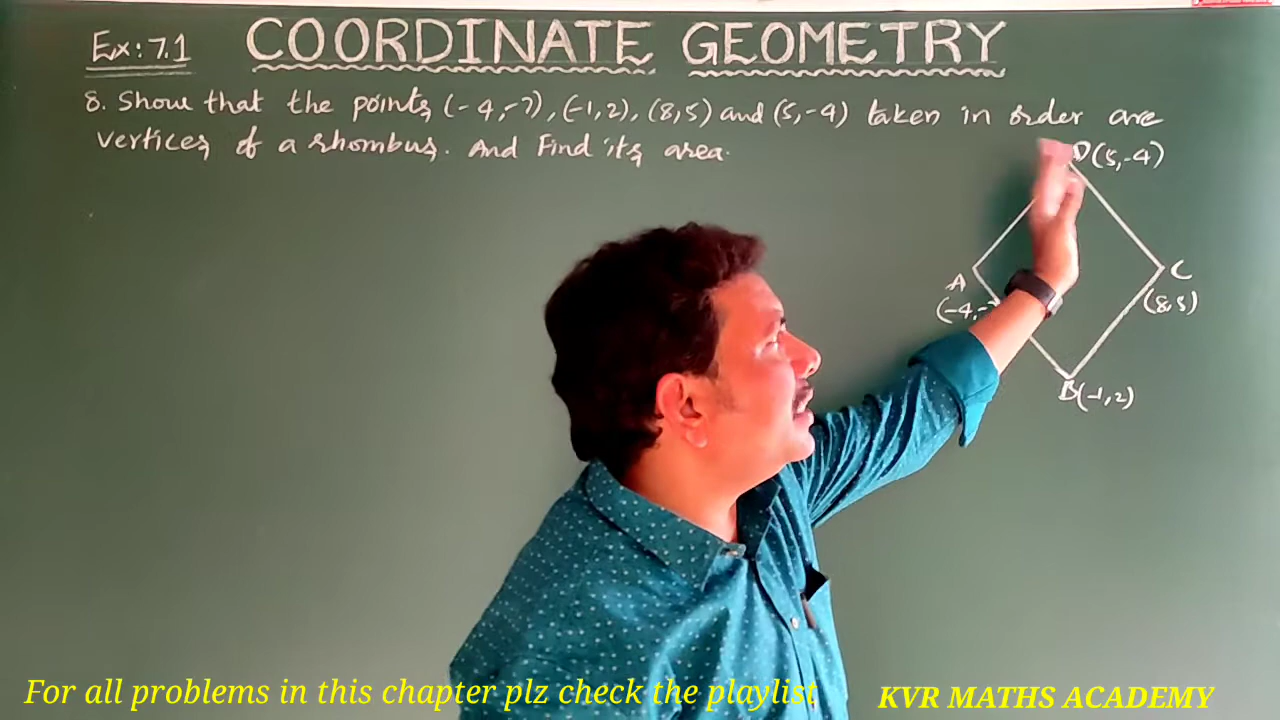 Ex: 7.1
COORDINATE GEOMETRY
8. Show that the points (-4,-7), (-1,2), (8,5) and (5,-4) taken in order are
vertices of a rhombus. And Find its area.
D(5,-4)
A
C
(-4,-
(8,5)
B(-1,2)
For all problems in this chapter plz check the playlist
KVR MATHS ACADEMY